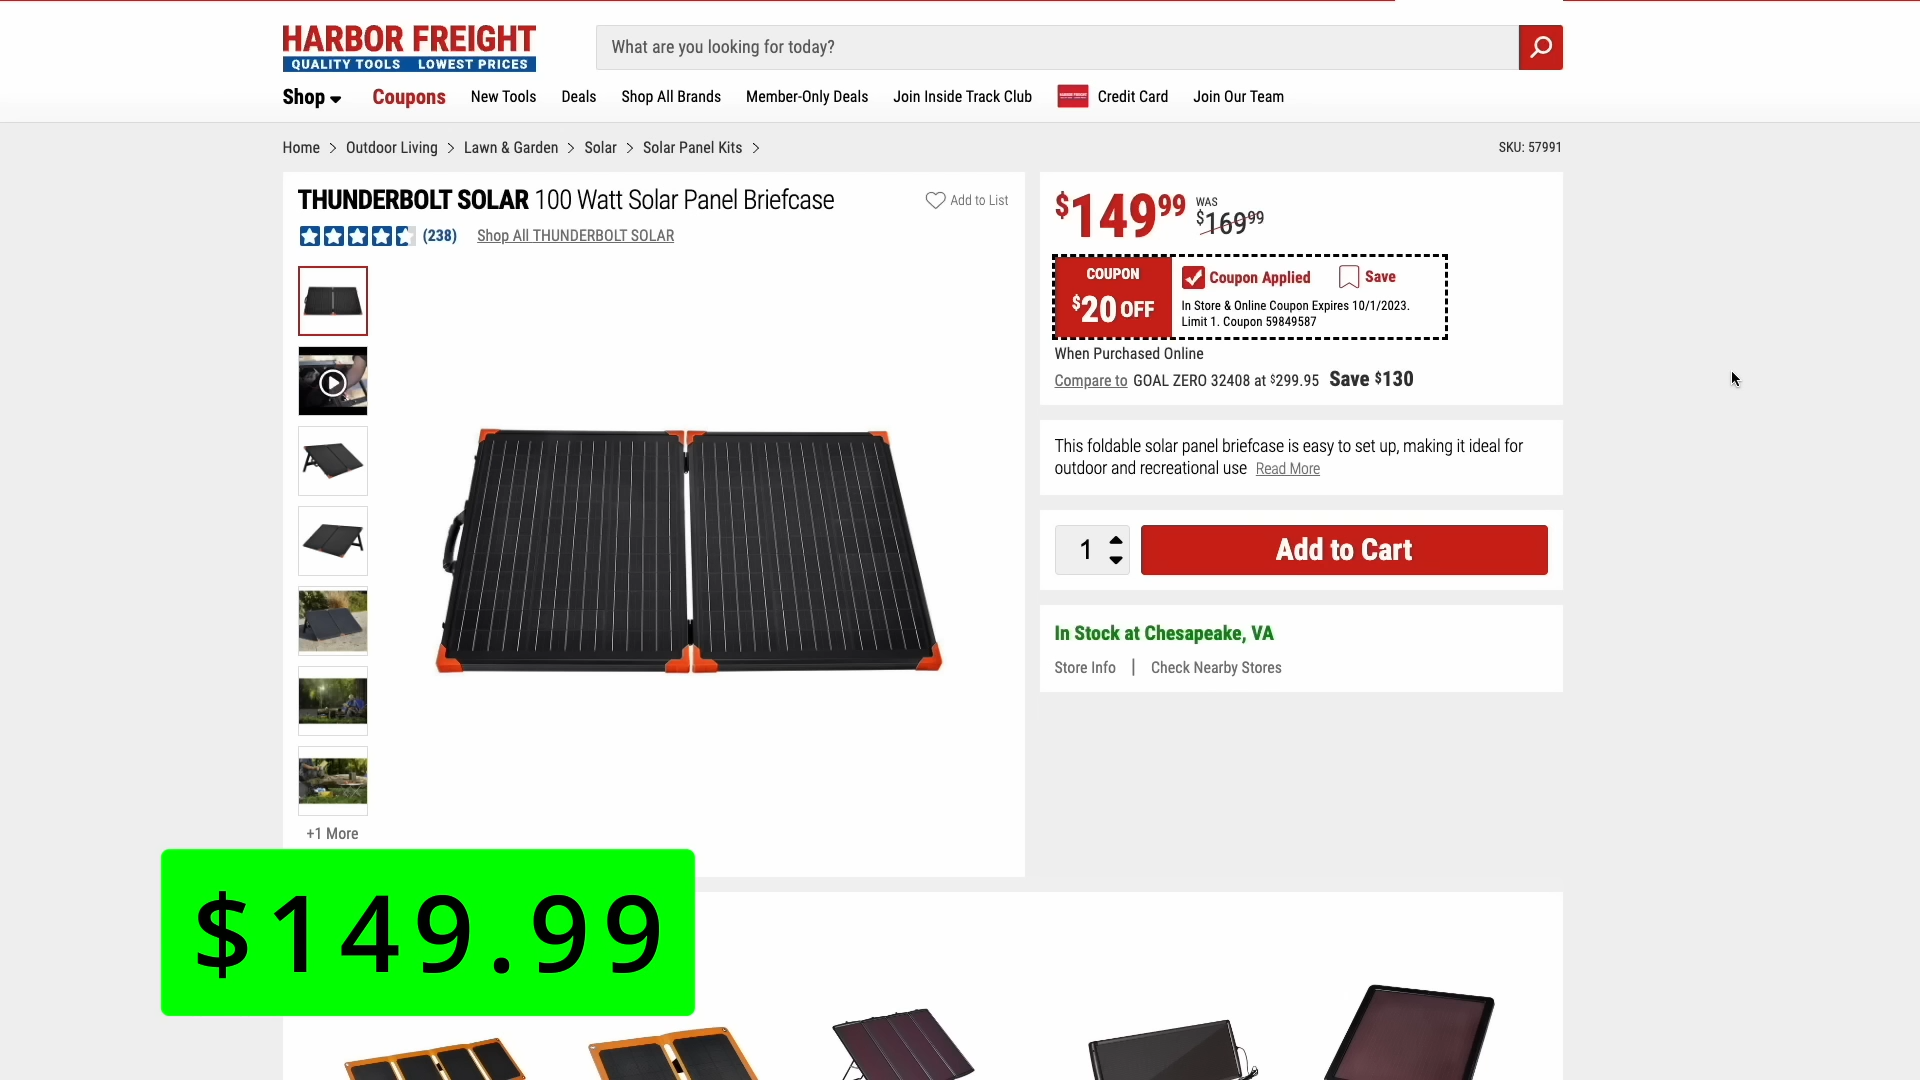 HARBOR FREIGHT
QUALITY TOOLS LOWEST PRICES
What are you looking for today?
Shop
Coupons
New Tools
Deals
Shop All Brands
Member-Only Deals
Join Inside Track Club
Credit Card
Join Our Team
Home > Outdoor Living > Lawn & Garden > Solar > Solar Panel Kits >
SKU: 57991
THUNDERBOLT SOLAR 100 Watt Solar Panel Briefcase
Add to List
(238)
Shop All THUNDERBOLT SOLAR
+1 More
$149.99
$149 99
WAS
$169 99
COUPON
$20 OFF
Coupon Applied
Save
In Store & Online Coupon Expires 10/1/2023.
Limit 1. Coupon 59849587
When Purchased Online
Compare to GOAL ZERO 32408 at $299.95 Save $130
This foldable solar panel briefcase is easy to set up, making it ideal for
outdoor and recreational use Read More
1
Add to Cart
In Stock at Chesapeake, VA
Store Info | Check Nearby Stores